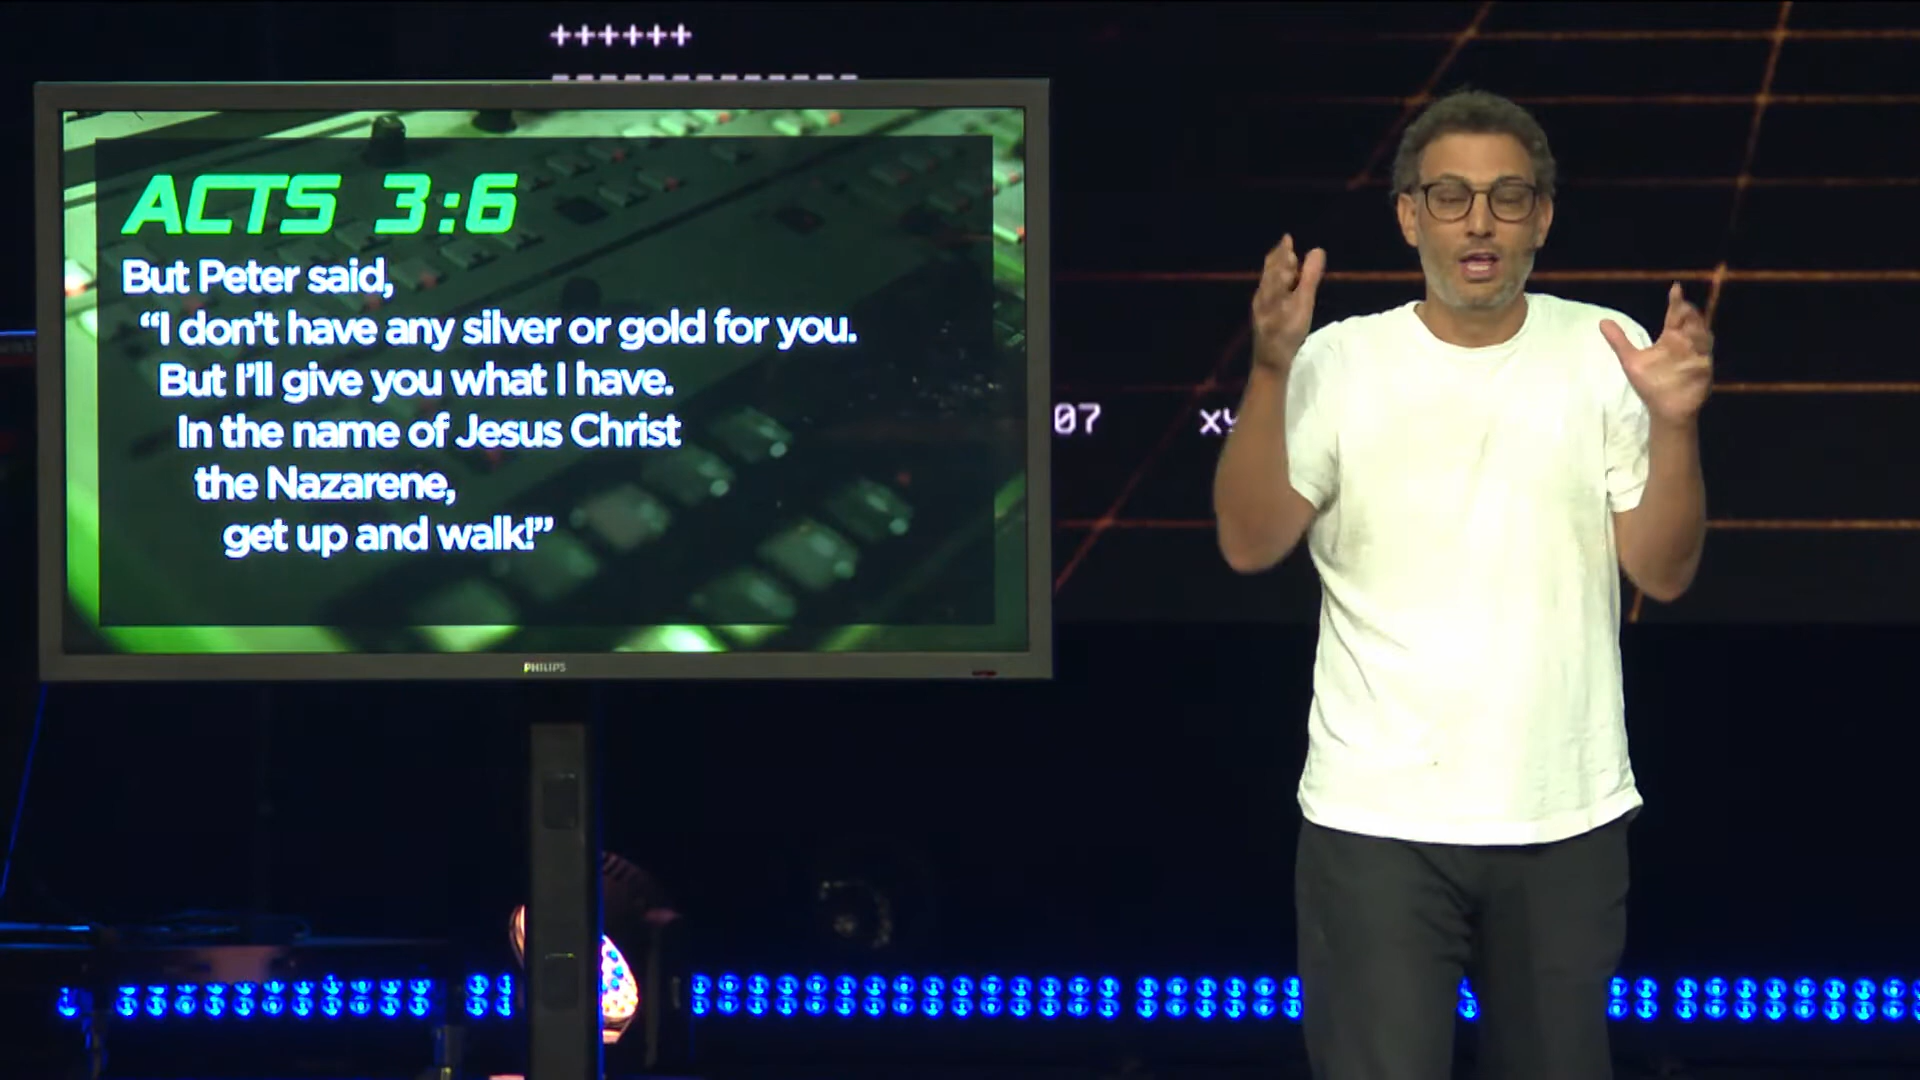 ++++++
ACTS 3:6
But Peter said,
“I don’t have any silver or gold for you.
But I’ll give you what I have.
In the name of Jesus Christ
the Nazarene,
get up and walk!”
07
xy
PHILIPS